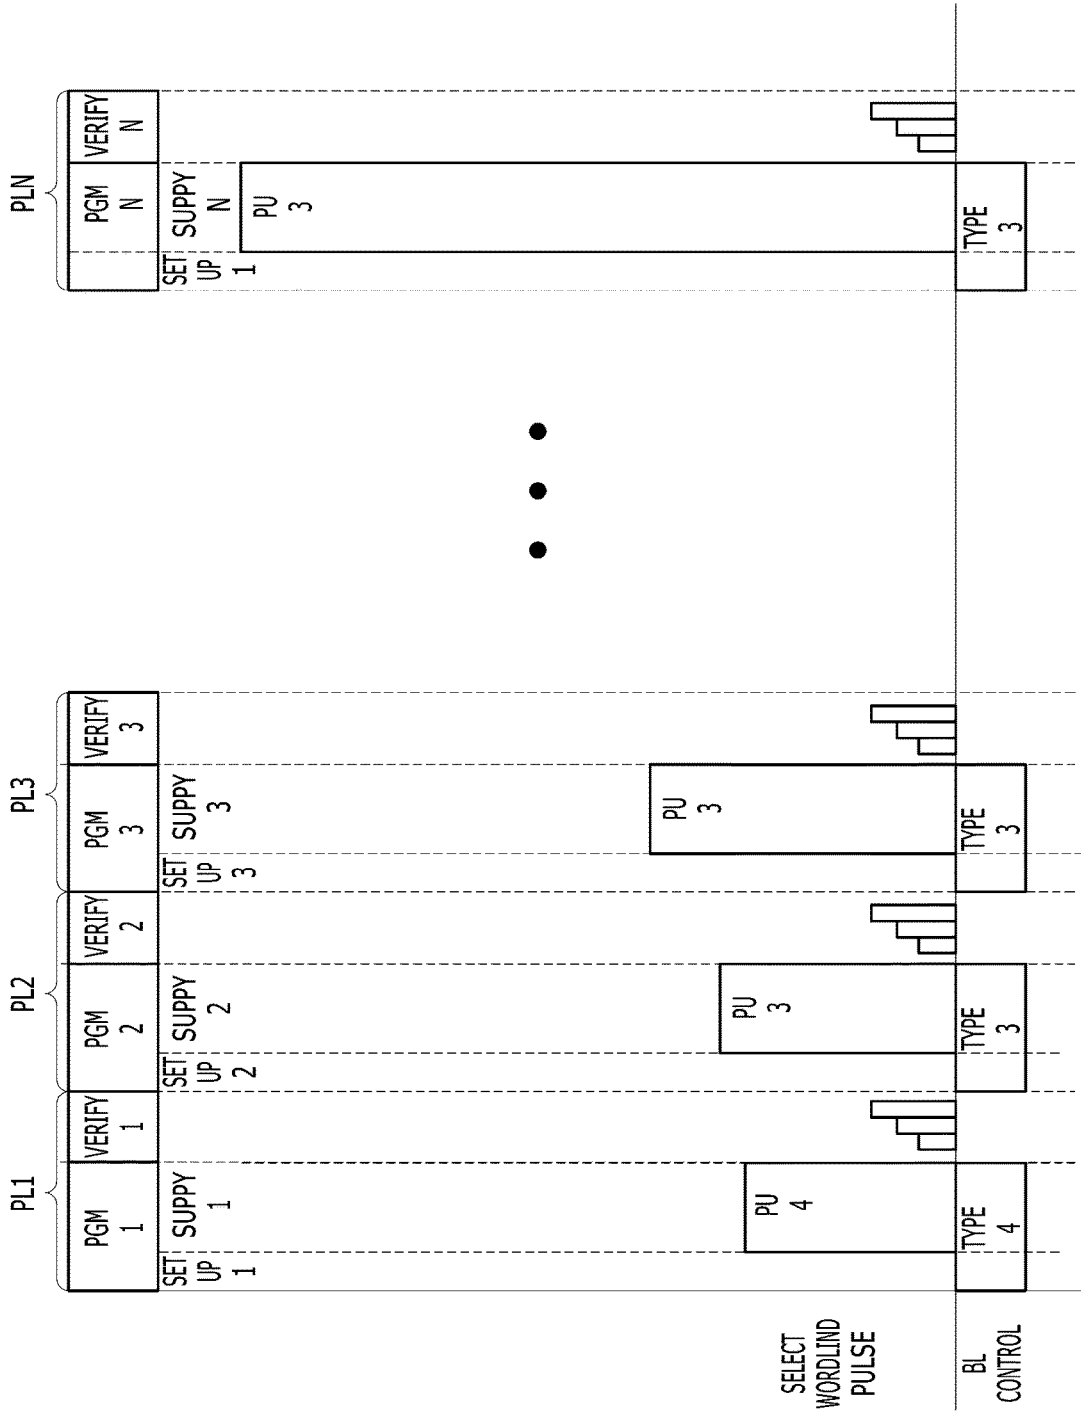 PL1
PL2
PL3
PLN
PGM
1
VERIFY
1
PGM
2
VERIFY
2
PGM
3
VERIFY
3
PGM
N
VERIFY
N
SET
UP
1
SUPPY
1
SET
UP
2
SUPPY
2
SET
UP
3
SUPPY
3
SET
UP
1
SUPPY
N
SELECT
WORDLIND
PULSE
PU
4
PU
3
PU
3
PU
3
BL
CONTROL
TYPE
4
TYPE
3
TYPE
3
TYPE
3